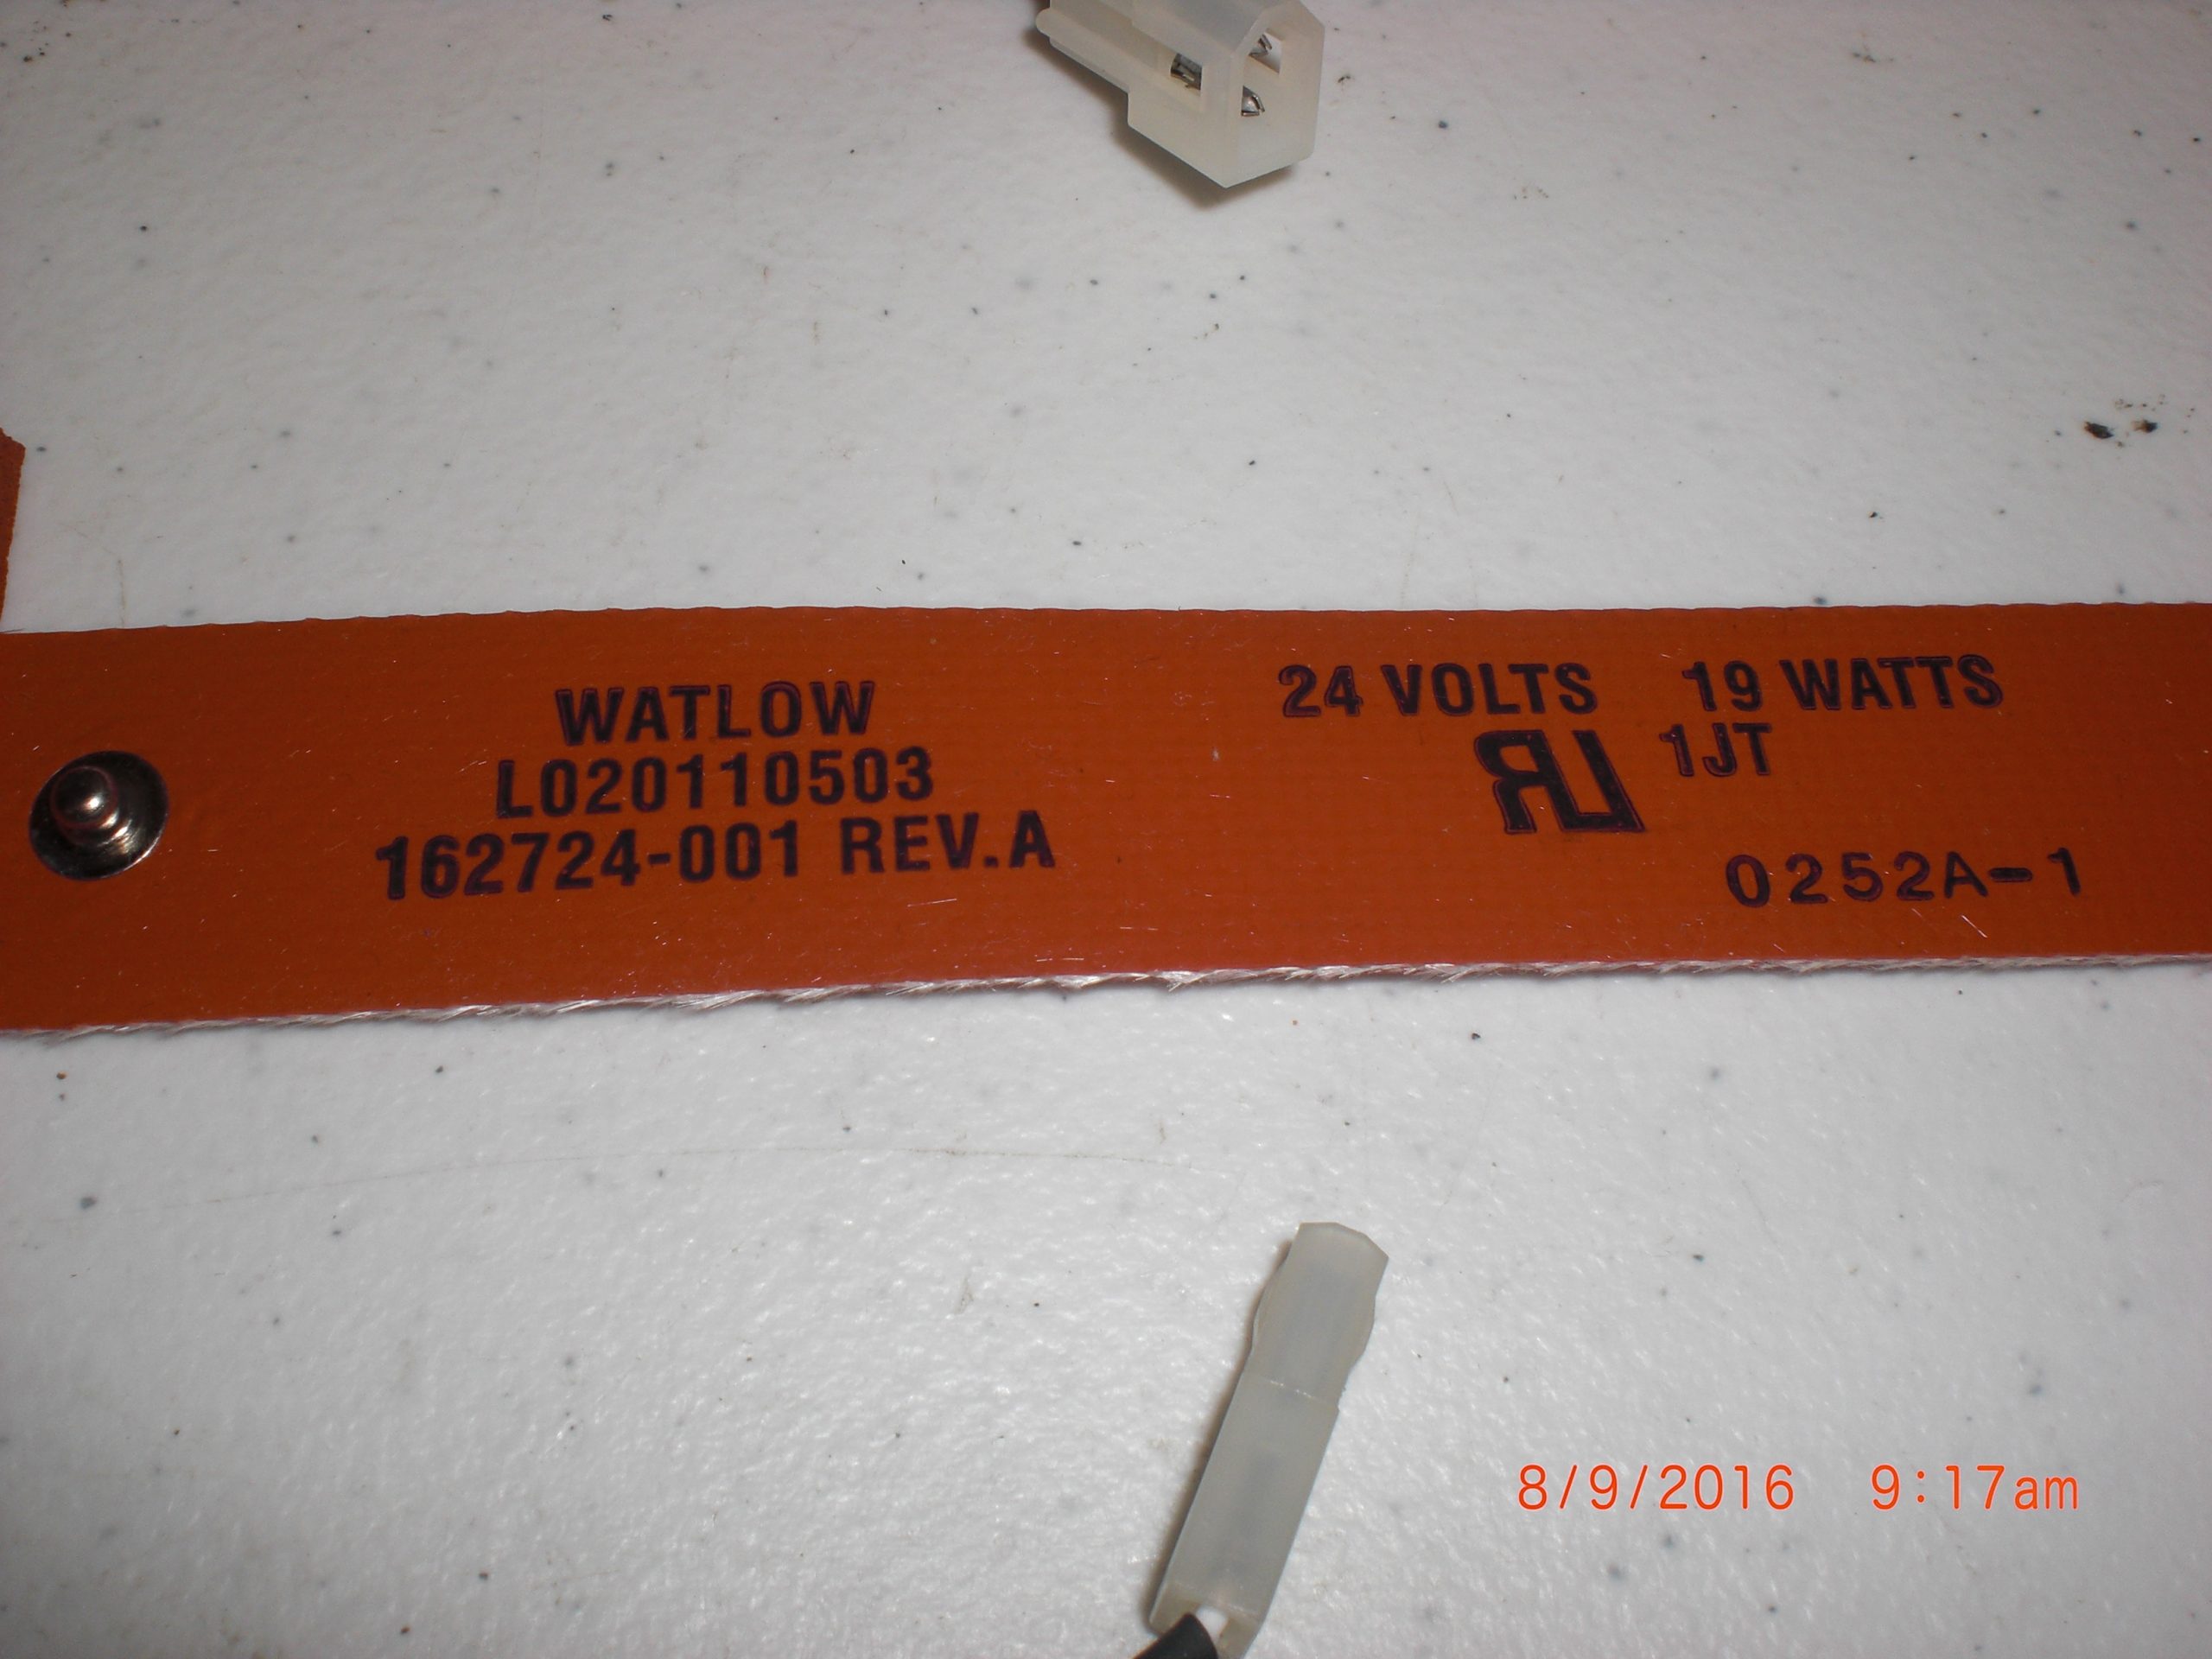 WATLOW
L020110503
162724-001 REV.A
24 VOLTS 19 WATTS
1JT
0252A-1
8/9/2016 9:17am